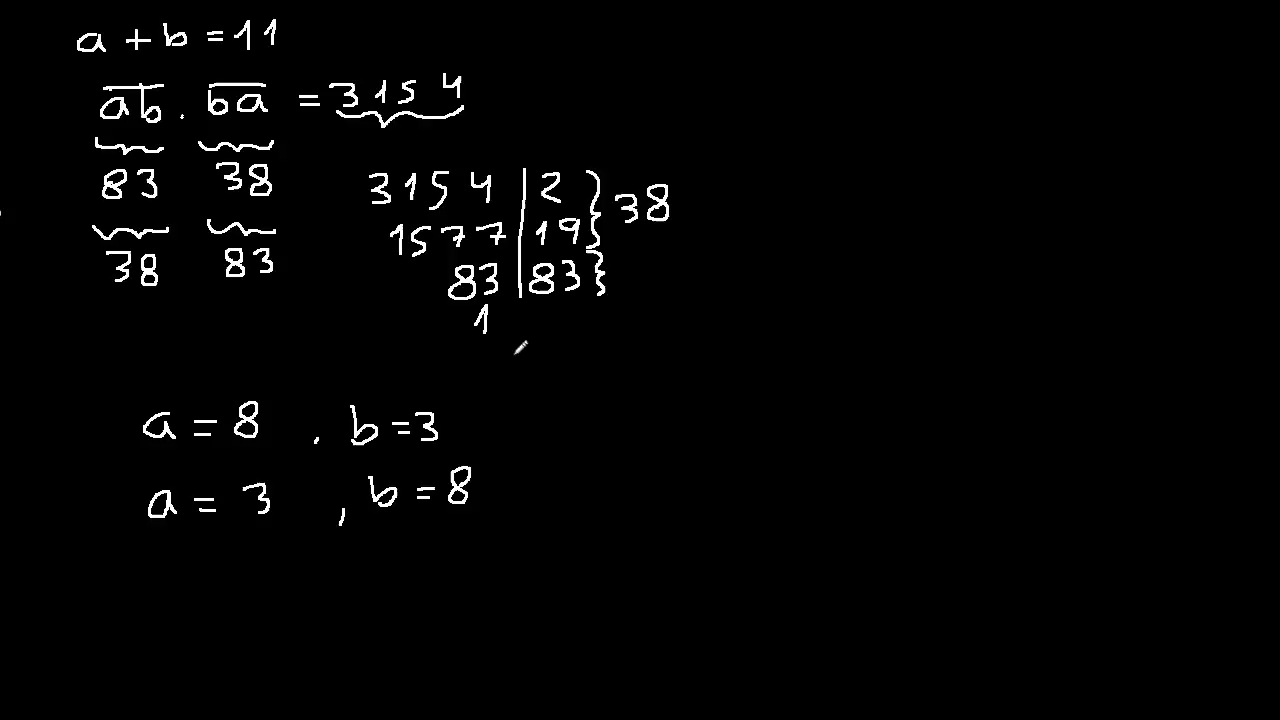 a + b = 11
ab . ba = 3154
83 38
38 83
3154 | 2
1577 | 19
38
83 | 83
1
a = 8 , b = 3
a = 3 , b = 8